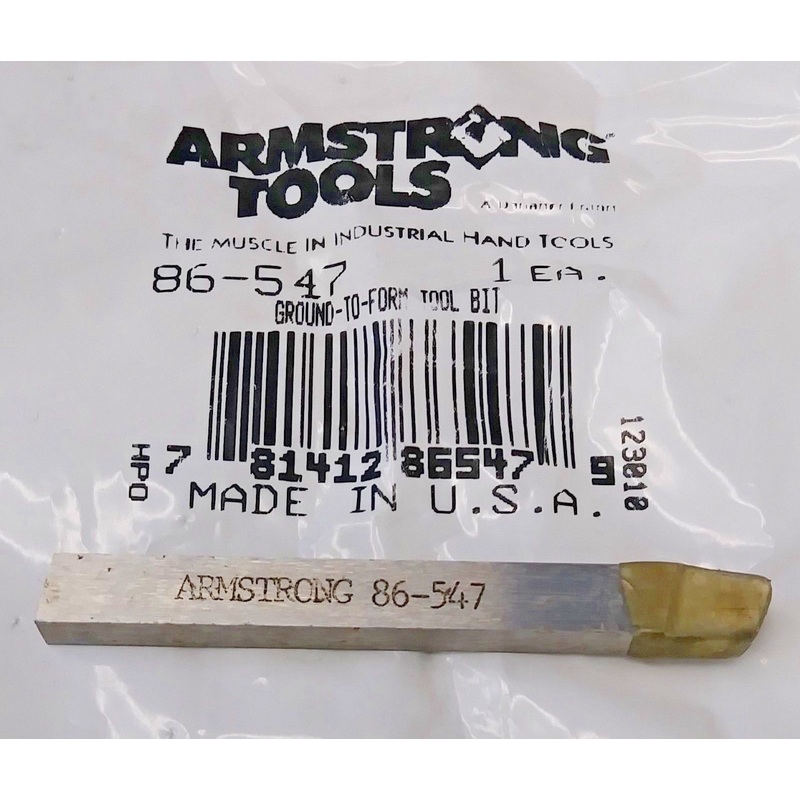 ARMSTRONG
TOOLS
THE MUSCLE IN INDUSTRIAL HAND TOOLS
86-547 1 EA.
GROUND-TO-FORM TOOL BIT
HPO
7 81412 86547 9
123010
MADE IN U.S.A.
ARMSTRONG 86-547